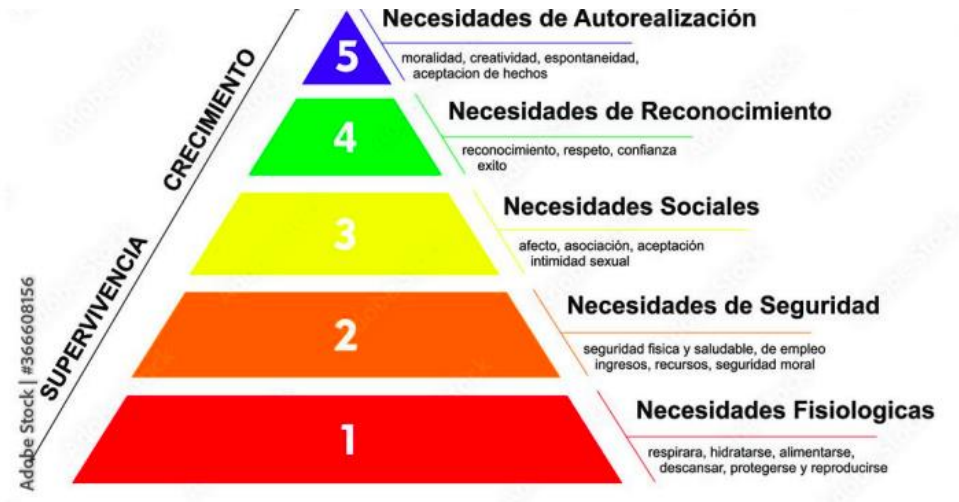 Necesidades de Autorealización
moralidad, creatividad, espontaneidad,
aceptacion de hechos
5
CRECIMIENTO
Necesidades de Reconocimiento
reconocimiento, respeto, confianza
exito
4
Necesidades Sociales
afecto, asociación, aceptación
intimidad sexual
3
SUPERVIVENCIA
Necesidades de Seguridad
seguridad fisica y saludable, de empleo
ingresos, recursos, seguridad moral
2
Necesidades Fisiologicas
respirara, hidratarse, alimentarse,
descansar, protegerse y reproducirse
1
Adobe Stock | #366608156